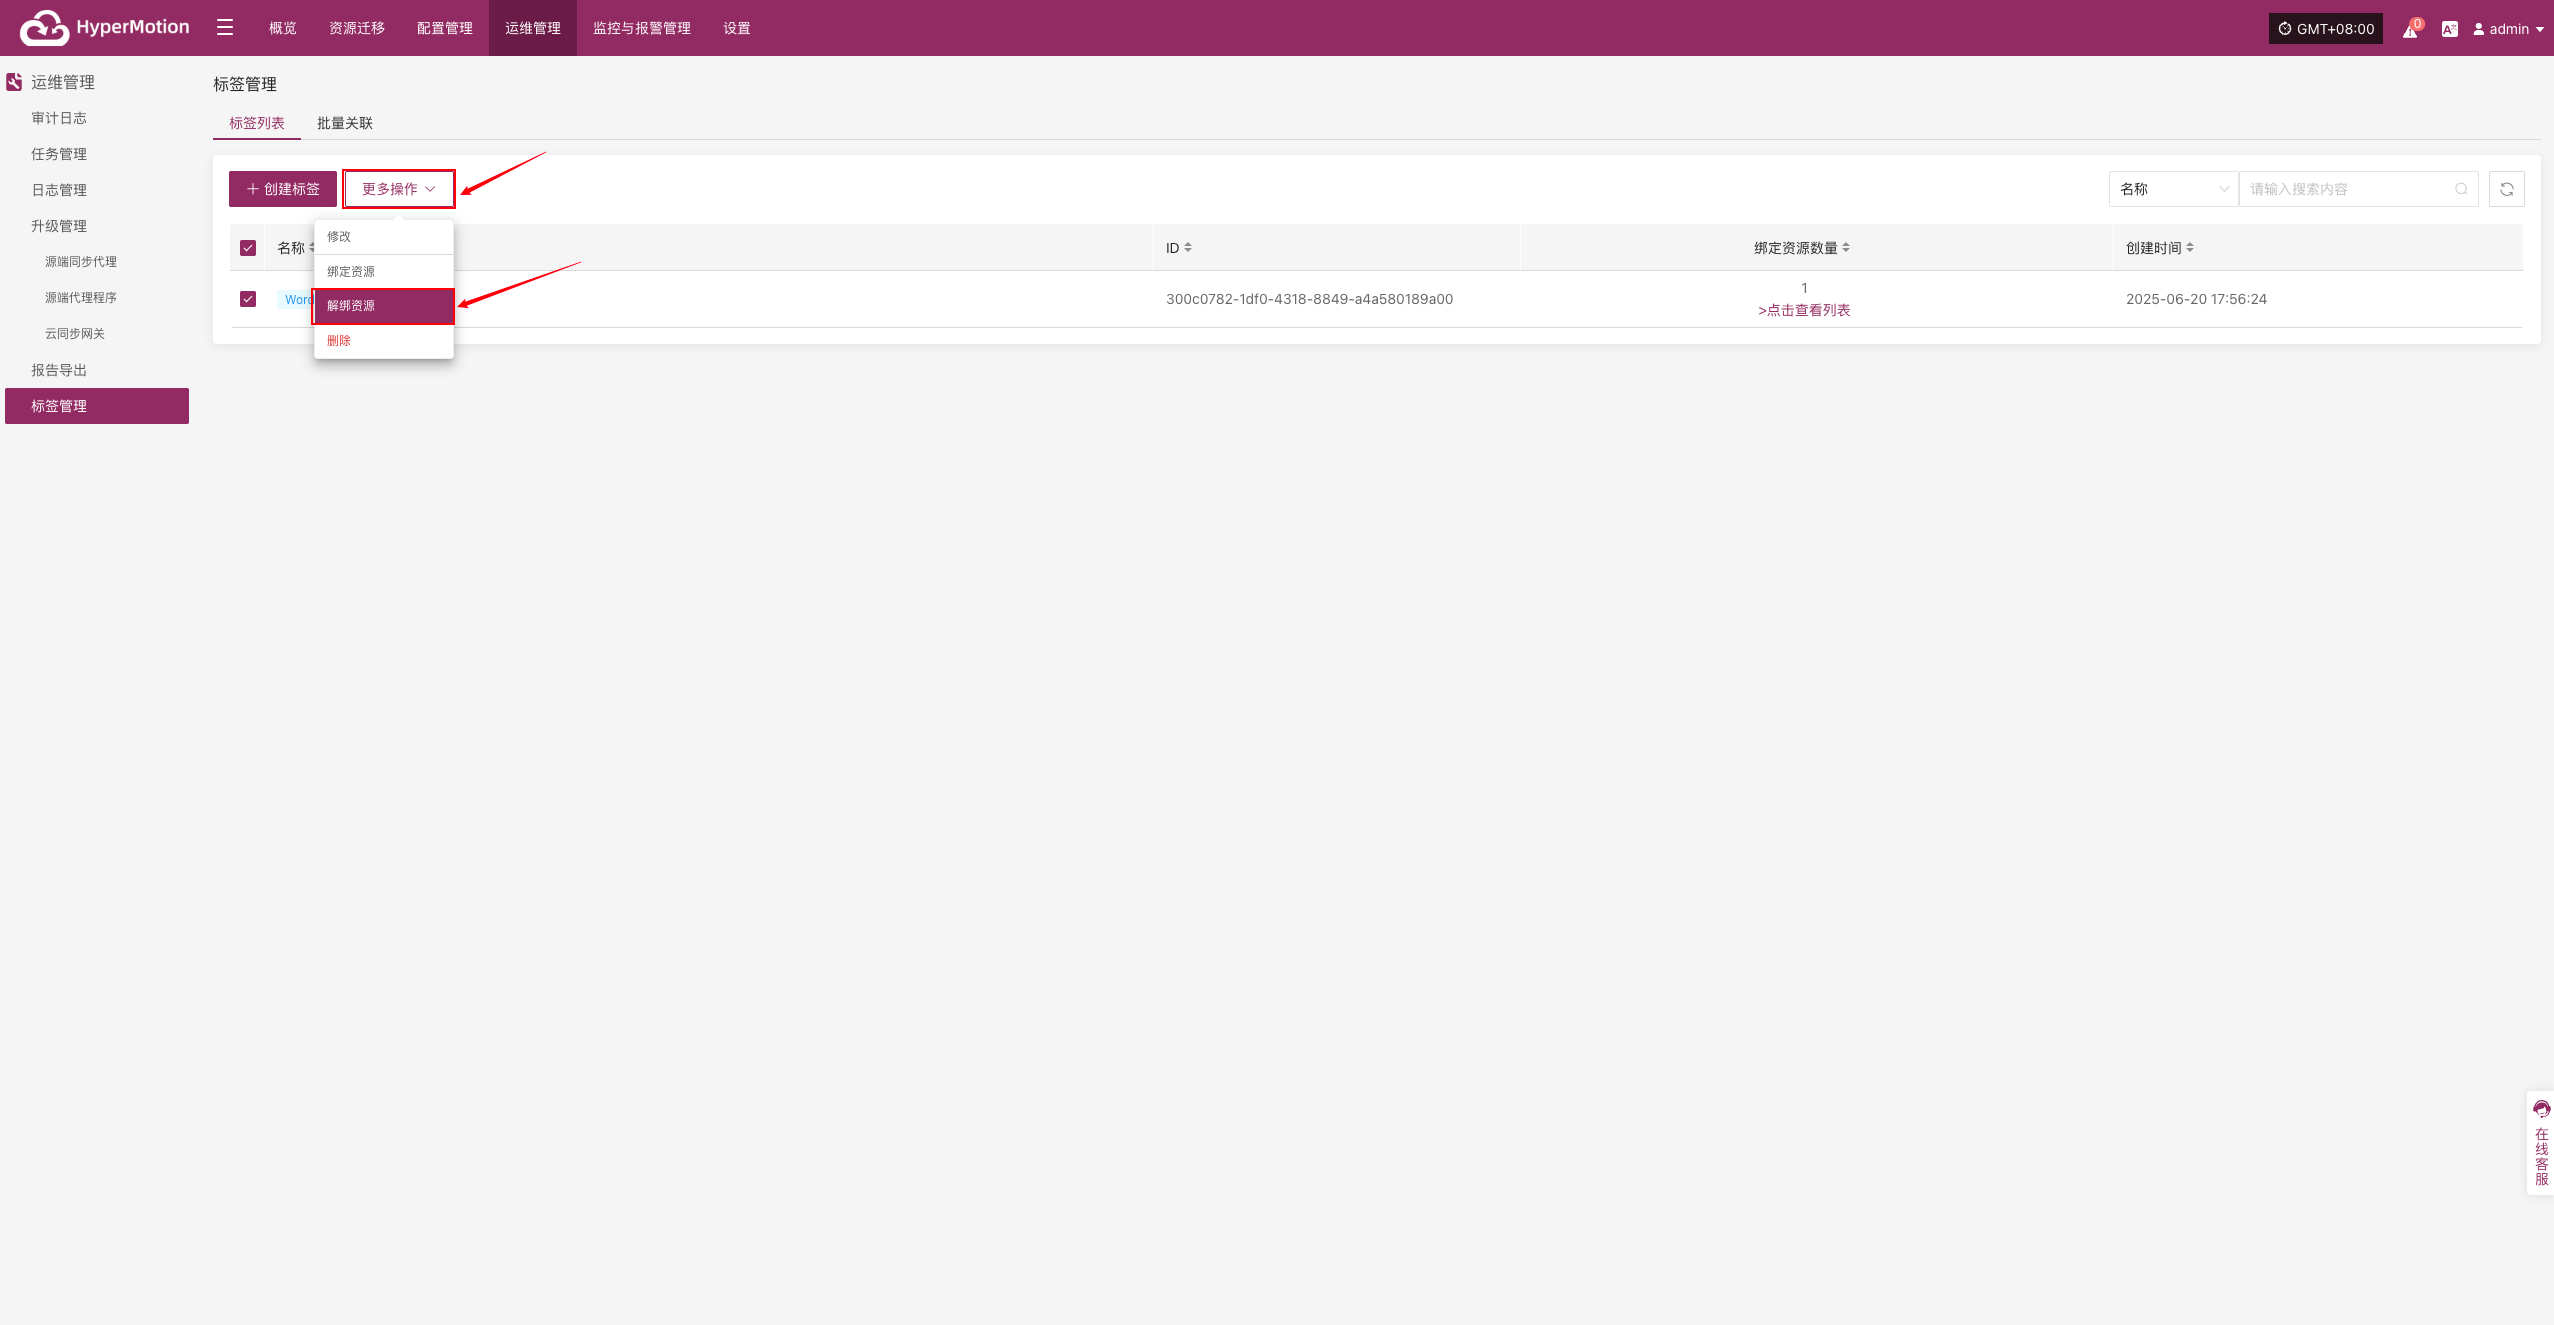 HyperMotion
概览
资源迁移
配置管理
运维管理
监控与报警管理
设置
GMT+08:00
0
admin
运维管理
审计日志
任务管理
日志管理
升级管理
源端同步代理
源端代理程序
云同步网关
报告导出
标签管理
标签管理
标签列表
批量关联
创建标签
更多操作
名称
请输入搜索内容
修改
绑定资源
解绑资源
删除
名称
ID
绑定资源数量
创建时间
Word
300c0782-1df0-4318-8849-a4a580189a00
1
>点击查看列表
2025-06-20 17:56:24
在线客服